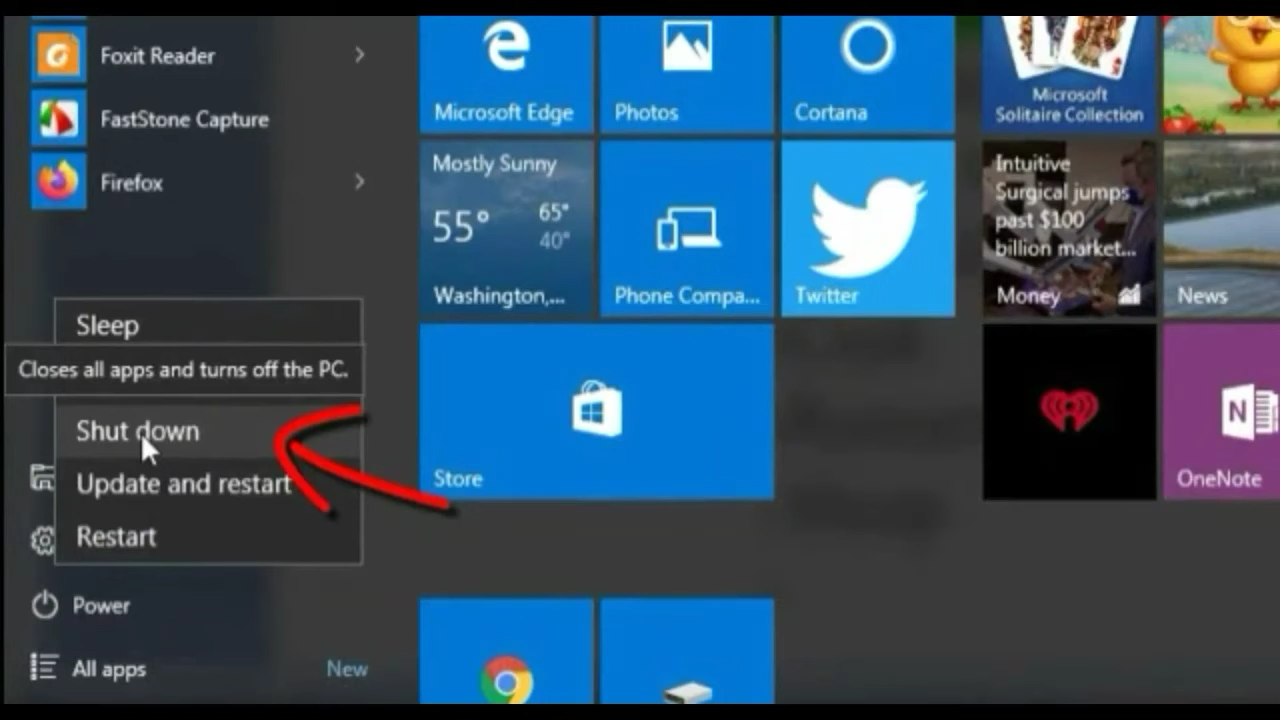 Foxit Reader
FastStone Capture
Firefox
Sleep
Closes all apps and turns off the PC.
Shut down
Update and restart
Restart
Power
All apps
New
Microsoft Edge
Photos
Cortana
Microsoft
Solitaire Collection
Mostly Sunny
55°
65°
40°
Washington,...
Phone Compa...
Twitter
Intuitive
Surgical jumps
past $100
billion market...
Money
News
Store
N
OneNote